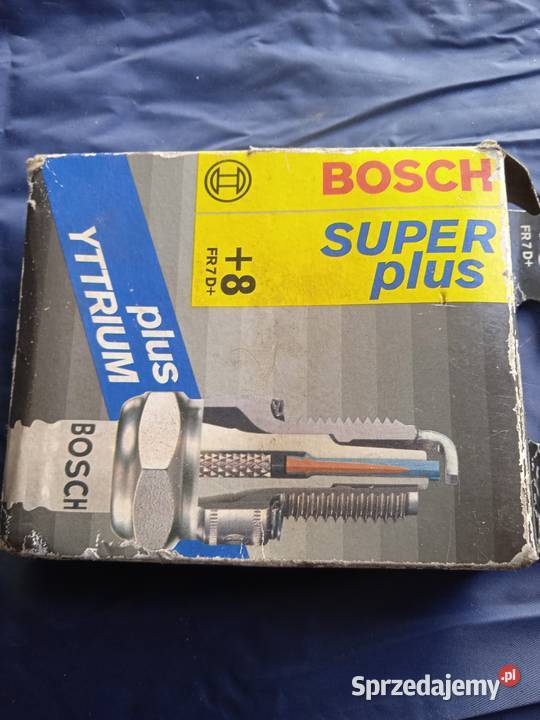 BOSCH
SUPER
plus
+8
FR7D+
plus
YTTRIUM
BOSCH
FR7D+
Sprzedajemy.pl